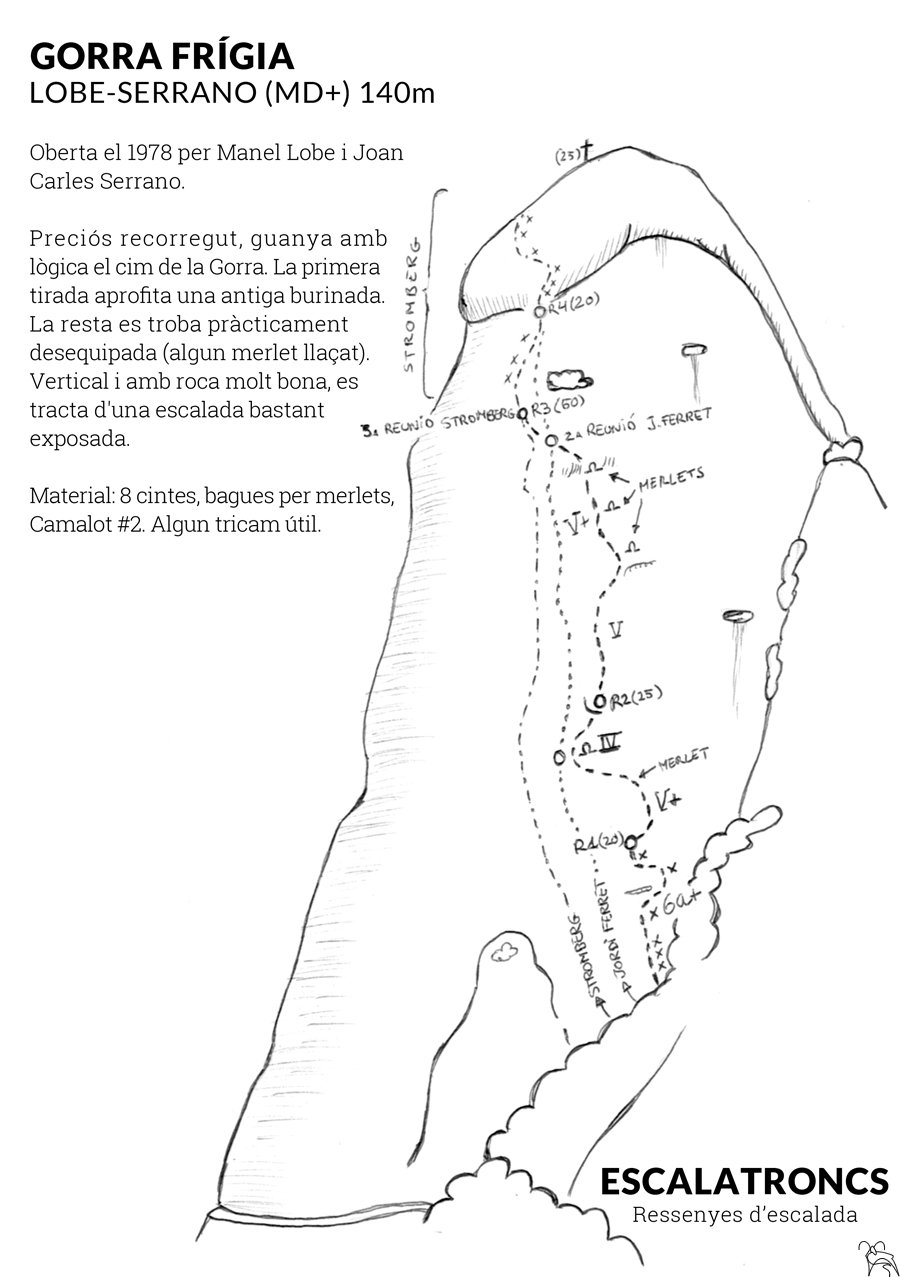 GORRA FRÍGIA
LOBE-SERRANO (MD+) 140m
Oberta el 1978 per Manel Lobe i Joan
Carles Serrano.
Preciós recorregut, guanya amb
lògica el cim de la Gorra. La primera
tirada aprofita una antiga burinada.
La resta es troba pràcticament
desequipada (algun merlet llaçat).
Vertical i amb roca molt bona, es
tracta d'una escalada bastant
exposada.
Material: 8 cintes, bagues per merlets,
Camalot #2. Algun tricam útil.
(25)
STROMBERG
R4(20)
R3(50)
3a REUNIÓ STROMBERG
2a REUNIÓ J.FERRET
MERLETS
V+
V
R2(25)
IV
MERLET
V+
R1(20)
6a+
STROMBERG
JORDI FERRET
ESCALATRONCS
Ressenyes d'escalada